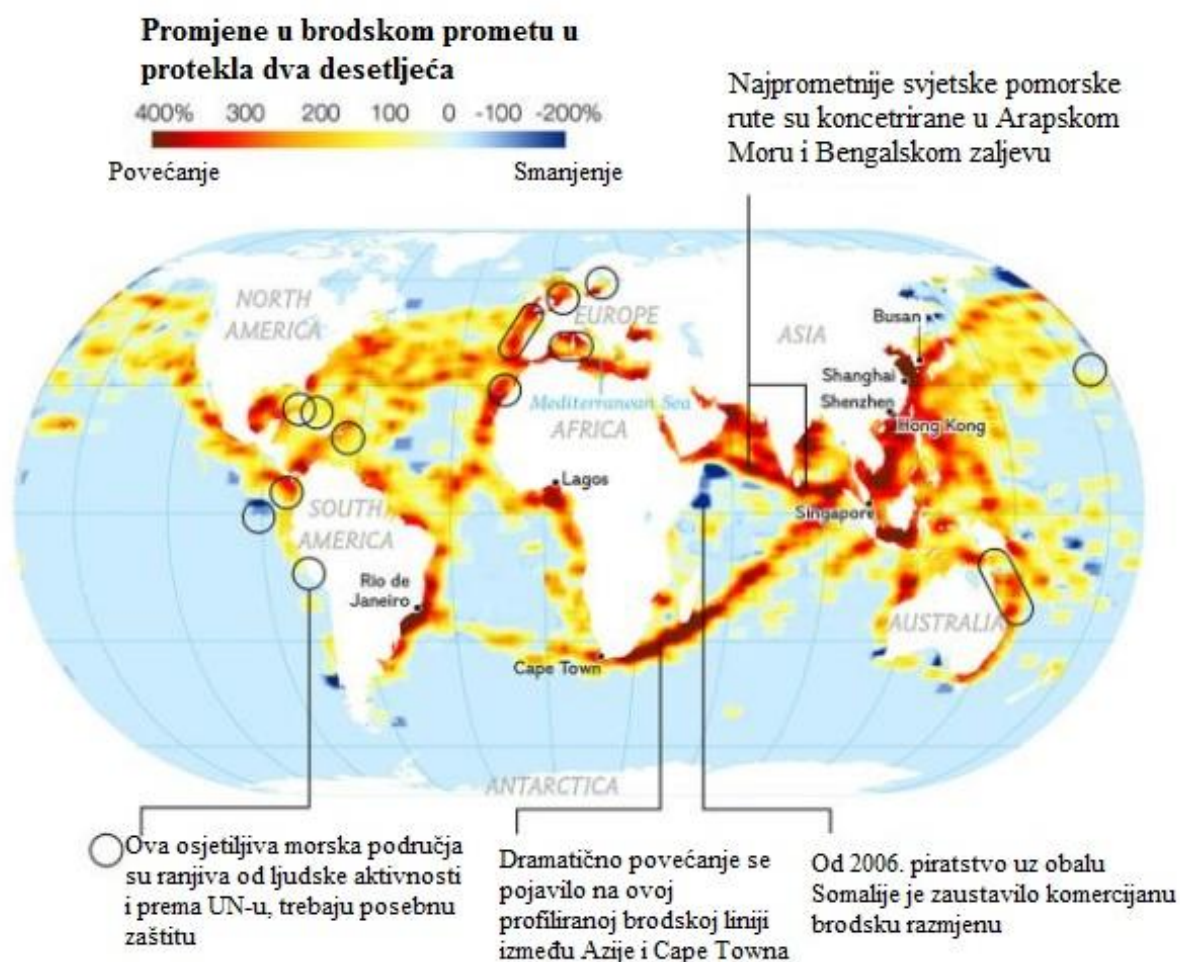 Promjene u brodskom prometu u
protekla dva desetljeća
400% 300 200 100 0 -100 -200%
Povećanje Smanjenje
Najprometnije svjetske pomorske
rute su koncetrirane u Arapskom
Moru i Bengalskom zaljevu
NORTH
AMERICA
EUROPE
ASIA
Busan
Shanghai
Shenzhen
Hong Kong
Mediterranean Sea
AFRICA
Lagos
Singapore
SOUTH
AMERICA
Rio de
Janeiro
AUSTRALIA
Cape Town
ANTARCTICA
Ova osjetiljiva morska područja
su ranjiva od ljudske aktivnosti
i prema UN-u, trebaju posebnu
zaštitu
Dramatično povećanje se
pojavilo na ovoj
profiliranoj brodskoj liniji
između Azije i Cape Towna
Od 2006. piratstvo uz obalu
Somalije je zaustavilo komercijanu
brodsku razmjenu